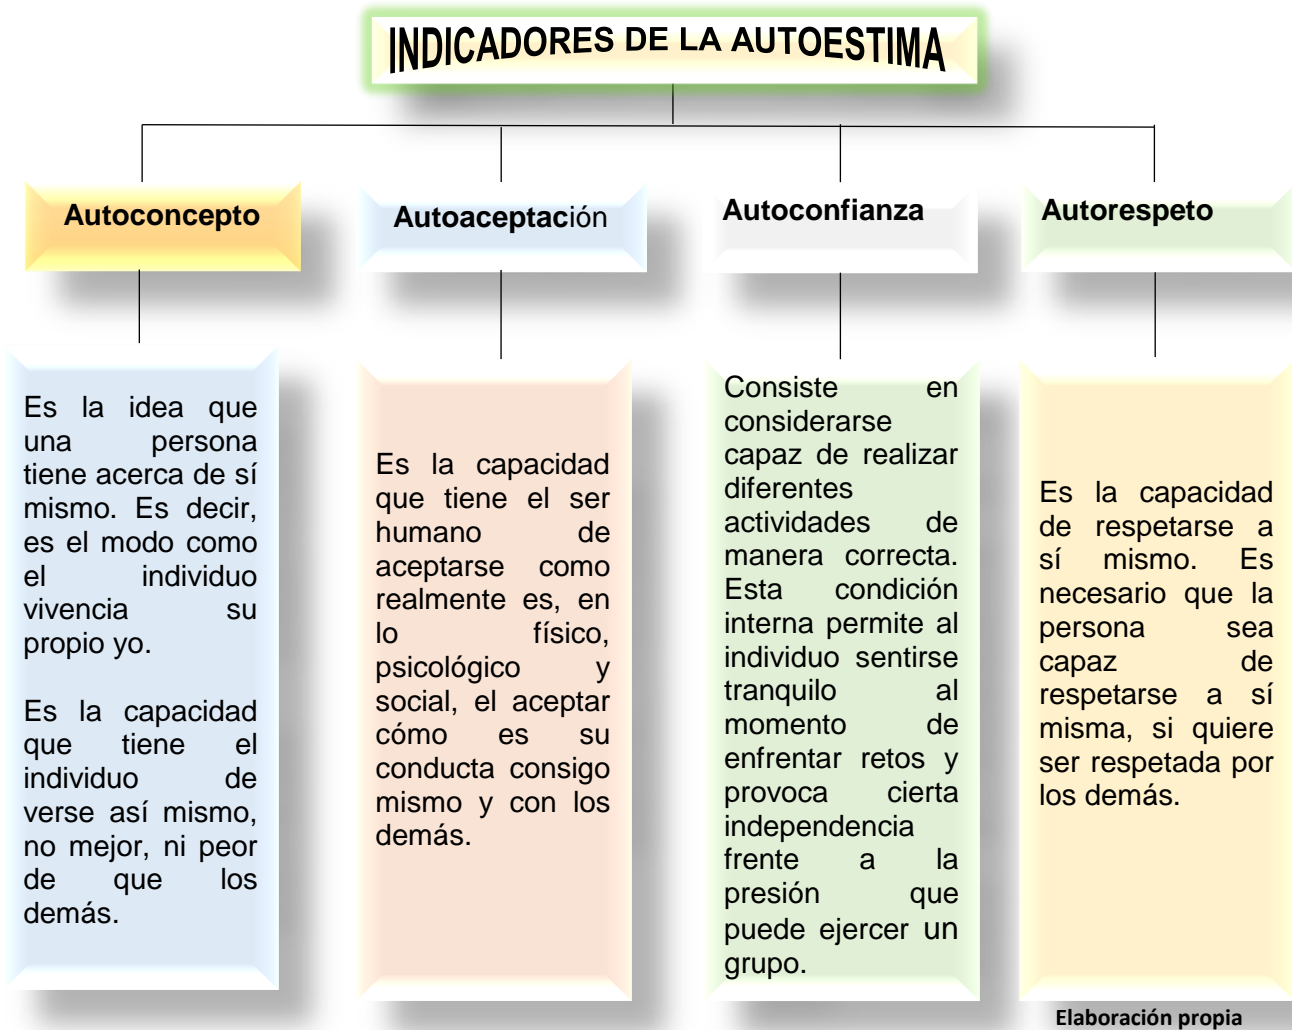 INDICADORES DE LA AUTOESTIMA
Autoconcepto
Autoaceptación
Autoconfianza
Autorespeto
Es la idea que
una persona
tiene acerca de sí
mismo. Es decir,
es el modo como
el individuo
vivencia su
propio yo.
Es la capacidad
que tiene el
individuo de
verse así mismo,
no mejor, ni peor
de que los
demás.
Es la capacidad
que tiene el ser
humano de
aceptarse como
realmente es, en
lo físico,
psicológico y
social, el aceptar
cómo es su
conducta consigo
mismo y con los
demás.
Consiste en
considerarse
capaz de realizar
diferentes
actividades de
manera correcta.
Esta condición
interna permite al
individuo sentirse
tranquilo al
momento de
enfrentar retos y
provoca cierta
independencia
frente a la
presión que
puede ejercer un
grupo.
Es la capacidad
de respetarse a
sí mismo. Es
necesario que la
persona sea
capaz de
respetarse a sí
misma, si quiere
ser respetada por
los demás.
Elaboración propia